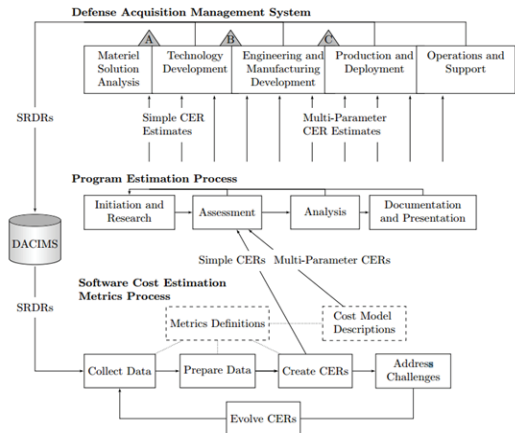 Defense Acquisition Management System
A
B
C
Materiel
Solution
Analysis
Technology
Development
Engineering and
Manufacturing
Development
Production and
Deployment
Operations and
Support
SRDRs
Simple CER
Estimates
Multi-Parameter
CER Estimates
Program Estimation Process
Initiation and
Research
Assessment
Analysis
Documentation
and Presentation
DACIMS
Simple CERs
Multi-Parameter CERs
Software Cost Estimation
Metrics Process
SRDRs
Metrics Definitions
Cost Model
Descriptions
Collect Data
Prepare Data
Create CERs
Address
Challenges
Evolve CERs